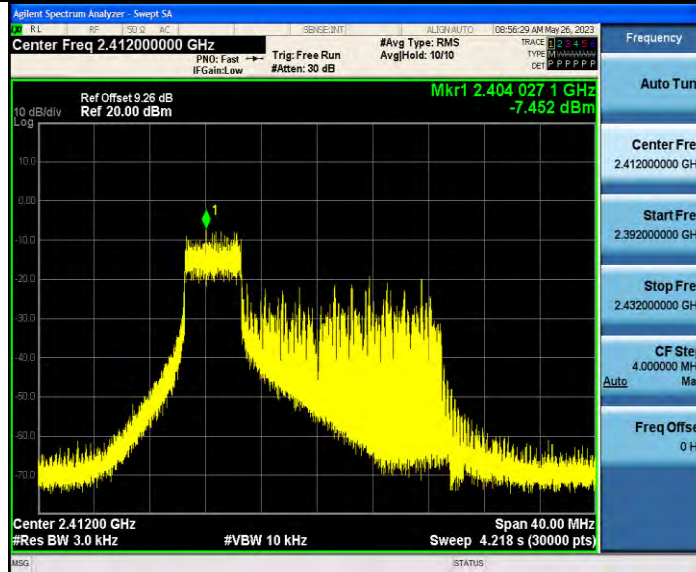 Agilent Spectrum Analyzer - Swept SA
RL RF 50 Ω AC SENSE:INT ALIGN AUTO 08:56:29 AM May 26, 2023
Center Freq 2.412000000 GHz
PNO: Fast
IFGain:Low
Trig: Free Run
#Atten: 30 dB
#Avg Type: RMS
Avg|Hold: 10/10
TRACE 1 2 3 4 5 6
TYPE M
DET P P P P P P
Frequency
Mkr1 2.404 027 1 GHz
-7.452 dBm
Ref Offset 9.26 dB
10 dB/div Ref 20.00 dBm
Log
10.0
0.00
-10.0
-20.0
-30.0
-40.0
-50.0
-60.0
-70.0
1
Auto Tun
Center Fre
2.412000000 GH
Start Fre
2.392000000 GH
Stop Fre
2.432000000 GH
CF Ste
4.000000 MH
Auto Ma
Freq Offse
0 H
Center 2.41200 GHz Span 40.00 MHz
#Res BW 3.0 kHz #VBW 10 kHz Sweep 4.218 s (30000 pts)
MSG STATUS